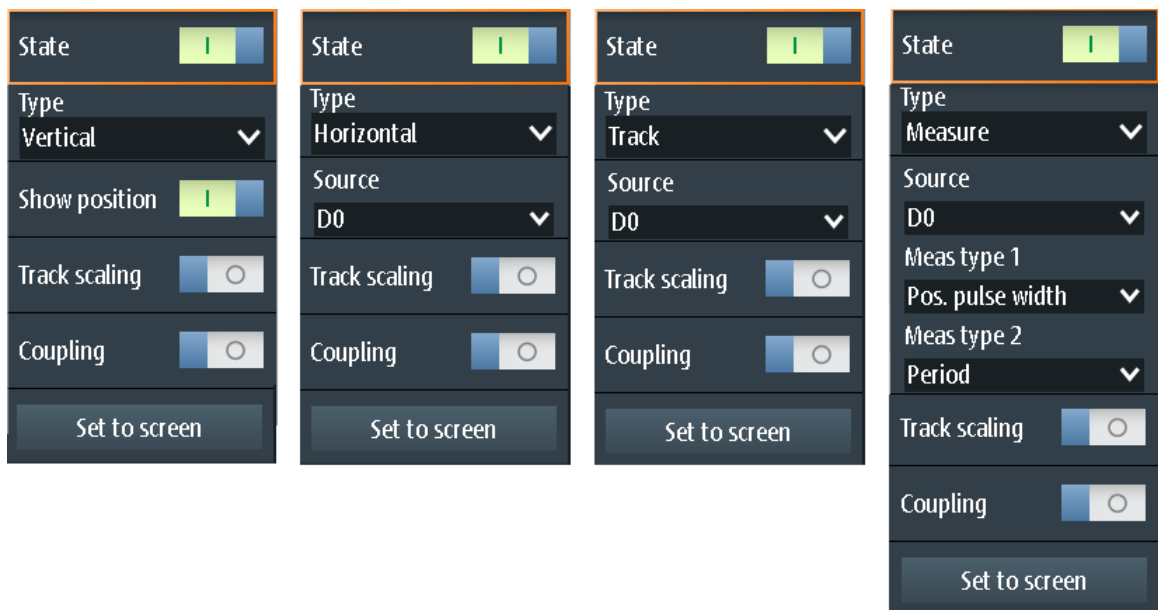 State
Type
Vertical
Show position
Track scaling
Coupling
Set to screen
State
Type
Horizontal
Source
D0
Track scaling
Coupling
Set to screen
State
Type
Track
Source
D0
Track scaling
Coupling
Set to screen
State
Type
Measure
Source
D0
Meas type 1
Pos. pulse width
Meas type 2
Period
Track scaling
Coupling
Set to screen